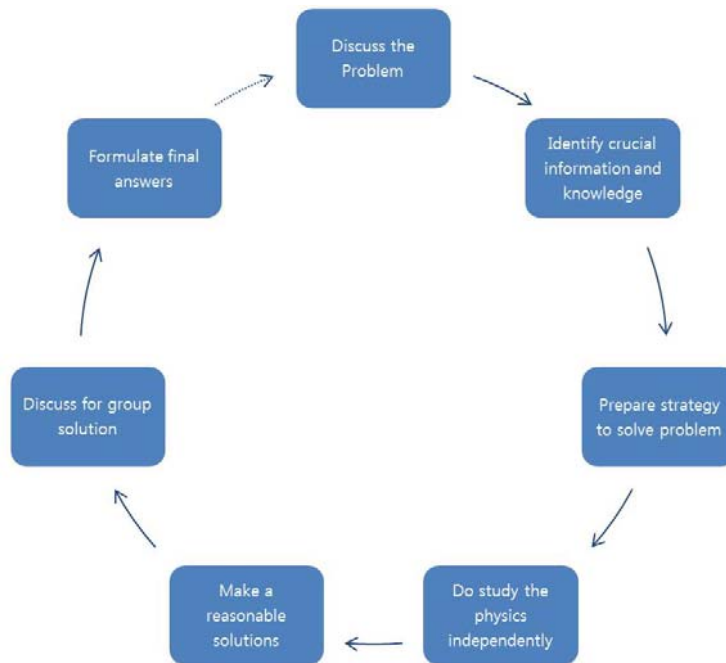 Discuss the
Problem
Identify crucial
information and
knowledge
Prepare strategy
to solve problem
Do study the
physics
independently
Make a
reasonable
solutions
Discuss for group
solution
Formulate final
answers